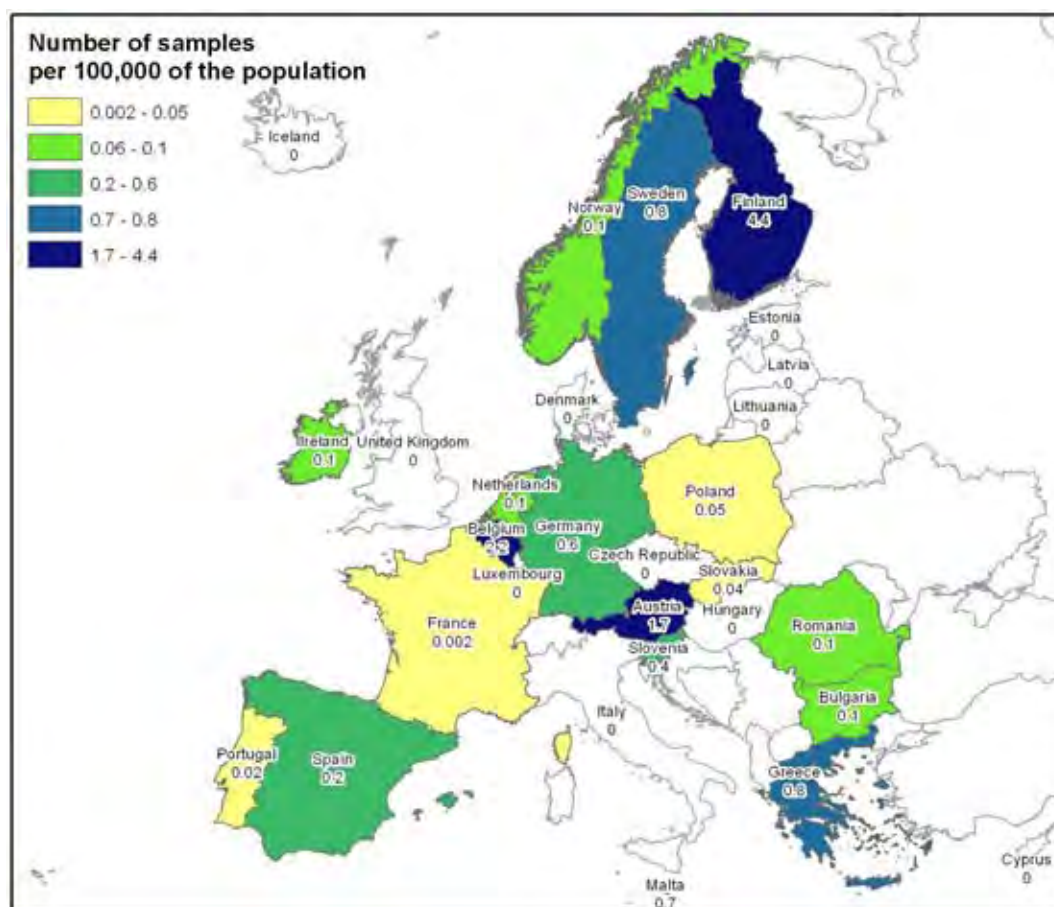 Number of samples
per 100,000 of the population
0.002 - 0.05
0.06 - 0.1
0.2 - 0.6
0.7 - 0.8
1.7 - 4.4
Iceland
0
Norway
0.1
Sweden
0.8
Finland
4.4
Estonia
0
Latvia
0
Lithuania
0
Denmark
0
Ireland
0.1
United Kingdom
0
Netherlands
0.1
Belgium
2.2
Germany
0.6
Poland
0.05
Luxembourg
0
Czech Republic
0
Slovakia
0.04
France
0.002
Austria
1.7
Hungary
0
Slovenia
0.4
Romania
0.1
Bulgaria
0.1
Italy
0
Portugal
0.02
Spain
0.2
Greece
0.8
Malta
0.7
Cyprus
0